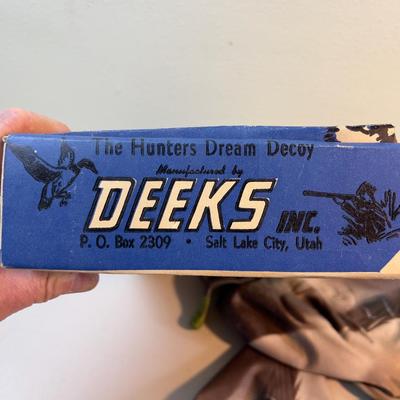 The Hunters Dream Decoy
Manufactured by
DEEKS INC.
P. O. Box 2309 • Salt Lake City, Utah